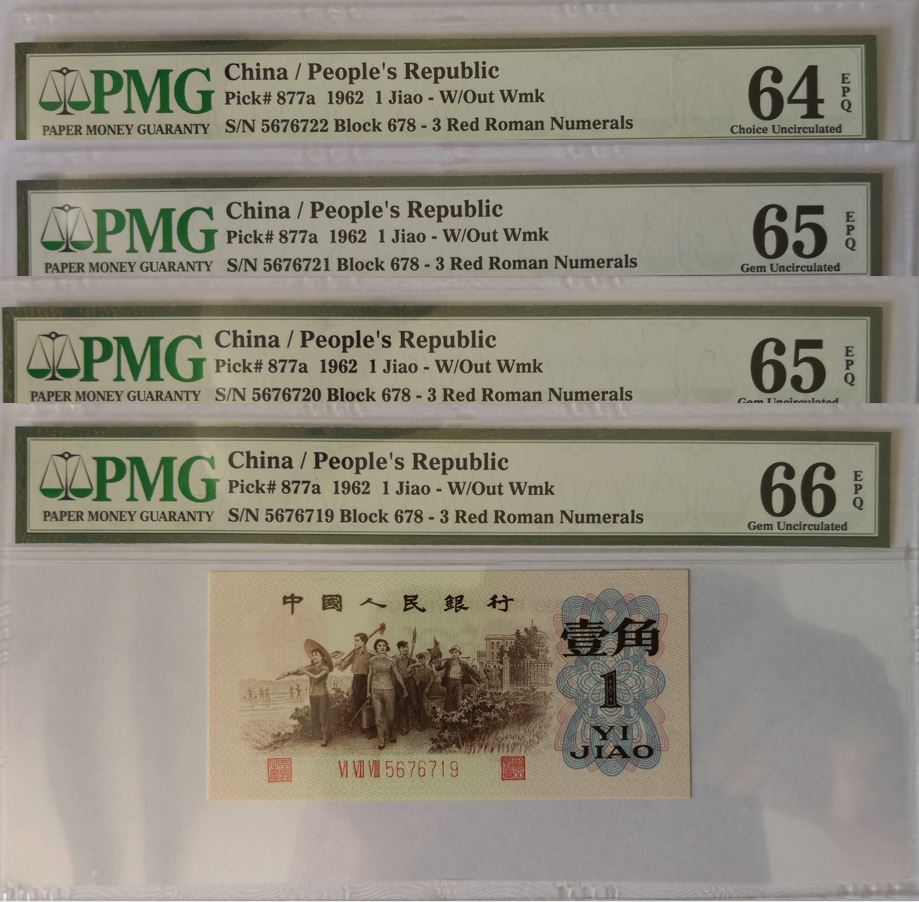 PMG
PAPER MONEY GUARANTY
China / People's Republic
Pick# 877a 1962 1 Jiao - W/Out Wmk
S/N 5676722 Block 678 - 3 Red Roman Numerals
64
EPQ
Choice Uncirculated
PMG
PAPER MONEY GUARANTY
China / People's Republic
Pick# 877a 1962 1 Jiao - W/Out Wmk
S/N 5676721 Block 678 - 3 Red Roman Numerals
65
EPQ
Gem Uncirculated
PMG
PAPER MONEY GUARANTY
China / People's Republic
Pick# 877a 1962 1 Jiao - W/Out Wmk
S/N 5676720 Block 678 - 3 Red Roman Numerals
65
EPQ
Gem Uncirculated
PMG
PAPER MONEY GUARANTY
China / People's Republic
Pick# 877a 1962 1 Jiao - W/Out Wmk
S/N 5676719 Block 678 - 3 Red Roman Numerals
66
EPQ
Gem Uncirculated
中國人民銀行
壹角
1
YI
JIAO
VI VII VIII 5676719